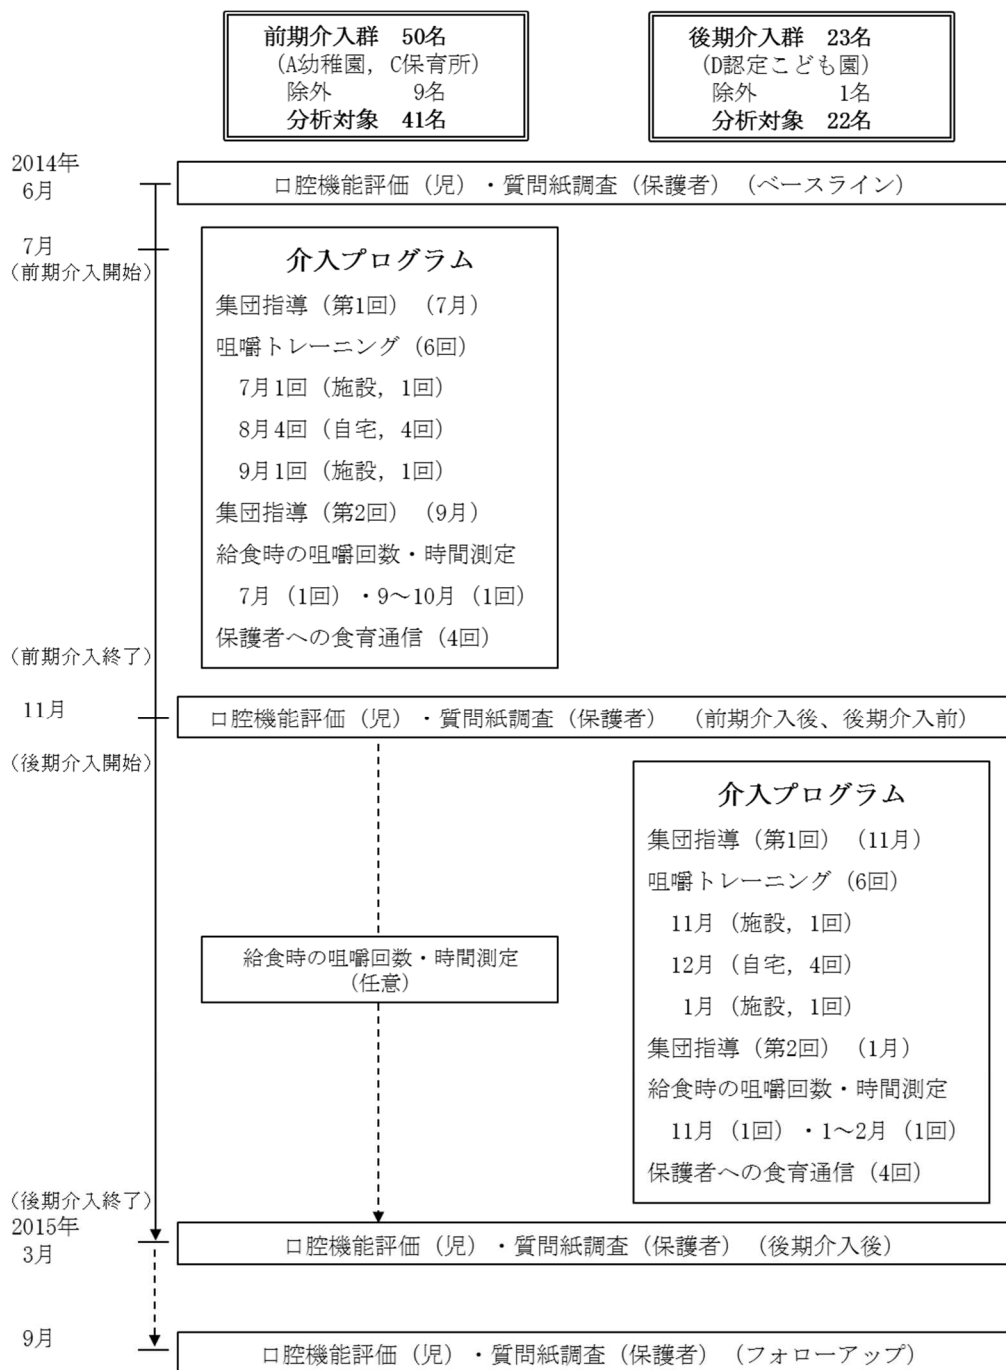 前期介入群 50名
(A幼稚園, C保育所)
除外 9名
分析対象 41名
後期介入群 23名
(D認定こども園)
除外 1名
分析対象 22名
2014年
6月
口腔機能評価(児)・質問紙調査(保護者)(ベースライン)
7月
(前期介入開始)
介入プログラム
集団指導(第1回)(7月)
咀嚼トレーニング(6回)
7月1回(施設, 1回)
8月4回(自宅, 4回)
9月1回(施設, 1回)
集団指導(第2回)(9月)
給食時の咀嚼回数・時間測定
7月(1回)・9～10月(1回)
保護者への食育通信(4回)
(前期介入終了)
11月
口腔機能評価(児)・質問紙調査(保護者) (前期介入後、後期介入前)
(後期介入開始)
介入プログラム
集団指導(第1回)(11月)
咀嚼トレーニング(6回)
11月(施設, 1回)
12月(自宅, 4回)
1月(施設, 1回)
集団指導(第2回)(1月)
給食時の咀嚼回数・時間測定
11月(1回)・1～2月(1回)
保護者への食育通信(4回)
給食時の咀嚼回数・時間測定
(任意)
(後期介入終了)
2015年
3月
口腔機能評価(児)・質問紙調査(保護者)(後期介入後)
9月
口腔機能評価(児)・質問紙調査(保護者)(フォローアップ)